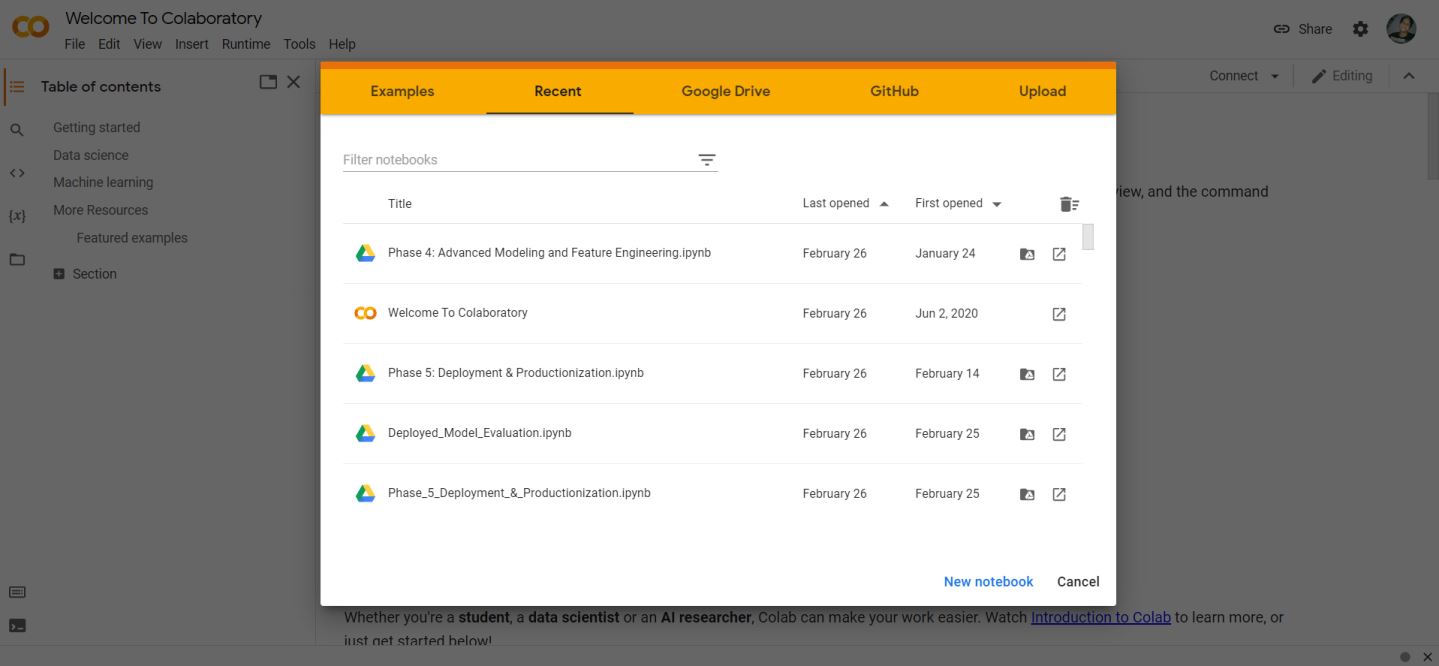 Welcome To Colaboratory
File Edit View Insert Runtime Tools Help
Share
Table of contents
Getting started
Data science
Machine learning
More Resources
Featured examples
Section
Connect
Editing
Examples Recent Google Drive GitHub Upload
Filter notebooks
Title Last opened First opened
Phase 4: Advanced Modeling and Feature Engineering.ipynb February 26 January 24
Welcome To Colaboratory February 26 Jun 2, 2020
Phase 5: Deployment & Productionization.ipynb February 26 February 14
Deployed_Model_Evaluation.ipynb February 26 February 25
Phase_5_Deployment_&_Productionization.ipynb February 26 February 25
New notebook Cancel
and the command
Whether you're a student, a data scientist or an AI researcher, Colab can make your work easier. Watch Introduction to Colab to learn more, or
just get started below!